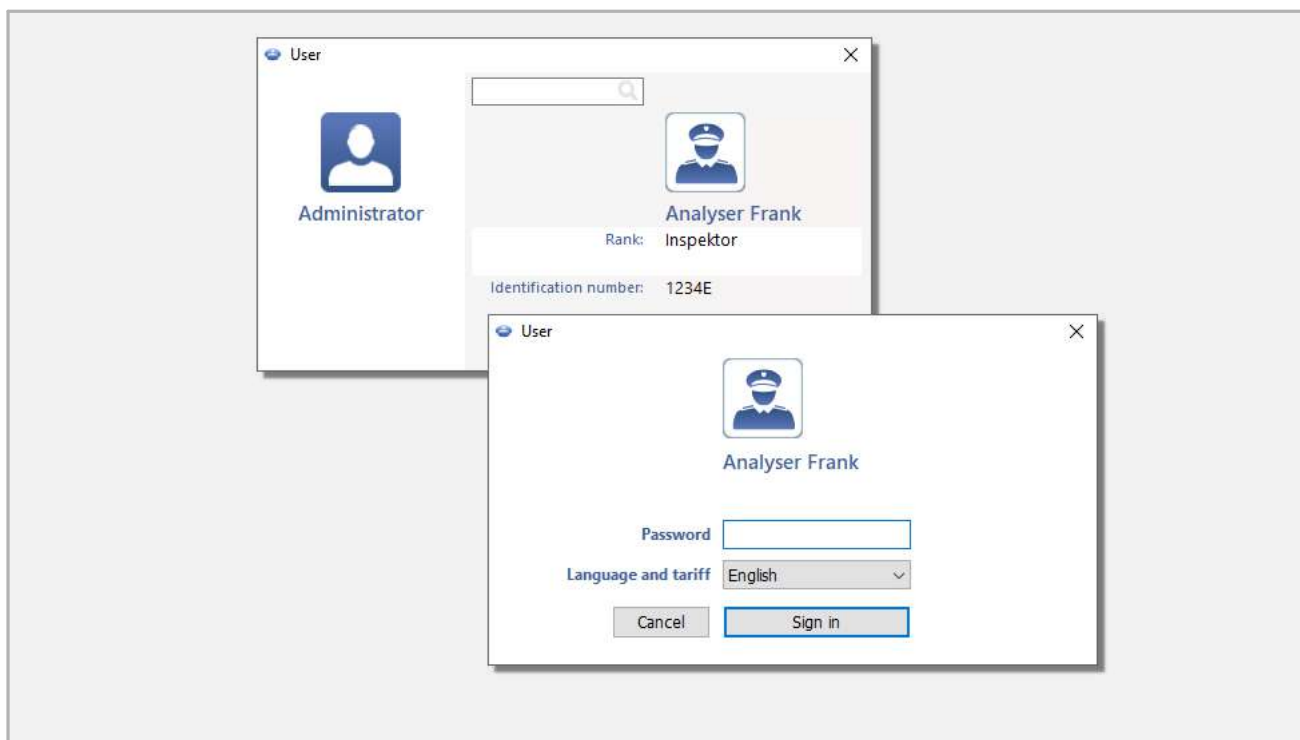 User
Administrator
Analyser Frank
Rank: Inspektor
Identification number: 1234E
User
Analyser Frank
Password
Language and tariff English
Cancel Sign in